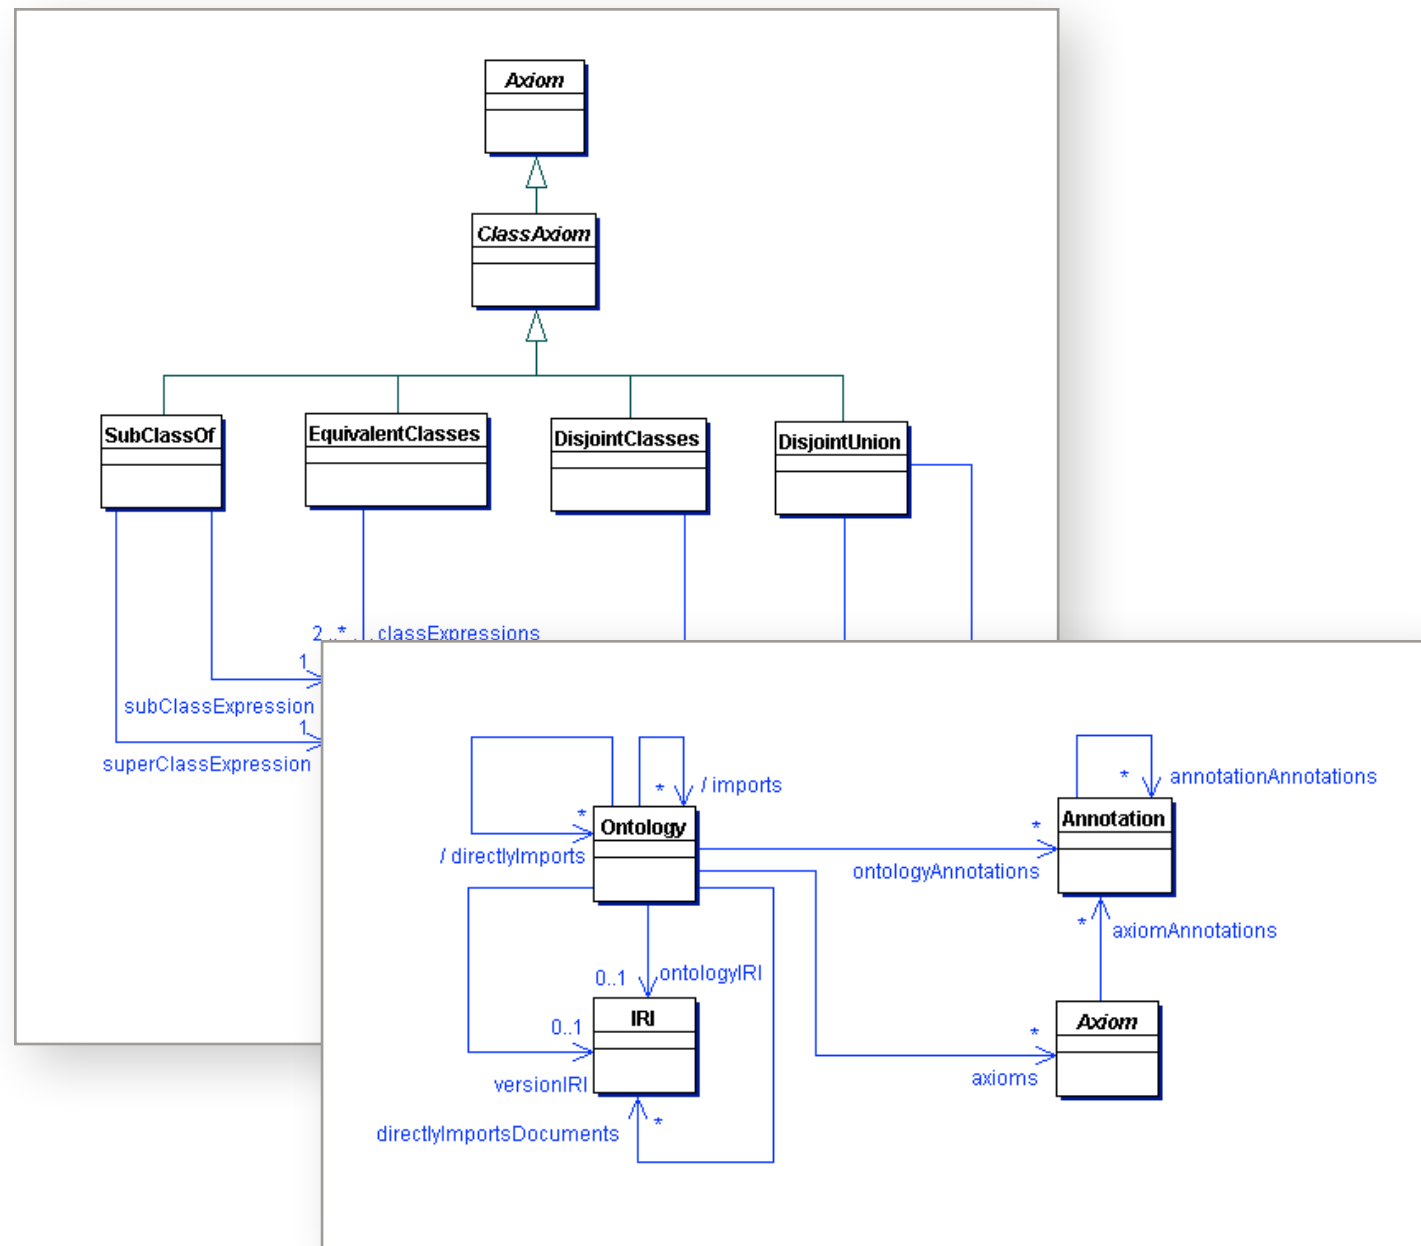 Axiom
ClassAxiom
SubClassOf
EquivalentClasses
DisjointClasses
DisjointUnion
2..* classExpressions
1
subClassExpression
1
superClassExpression
* / imports
* annotationAnnotations
*
Ontology
*
Annotation
/ directlyImports
ontologyAnnotations
* axiomAnnotations
0..1 ontologyIRI
IRI
Axiom
0..1
*
versionIRI
axioms
*
directlyImportsDocuments